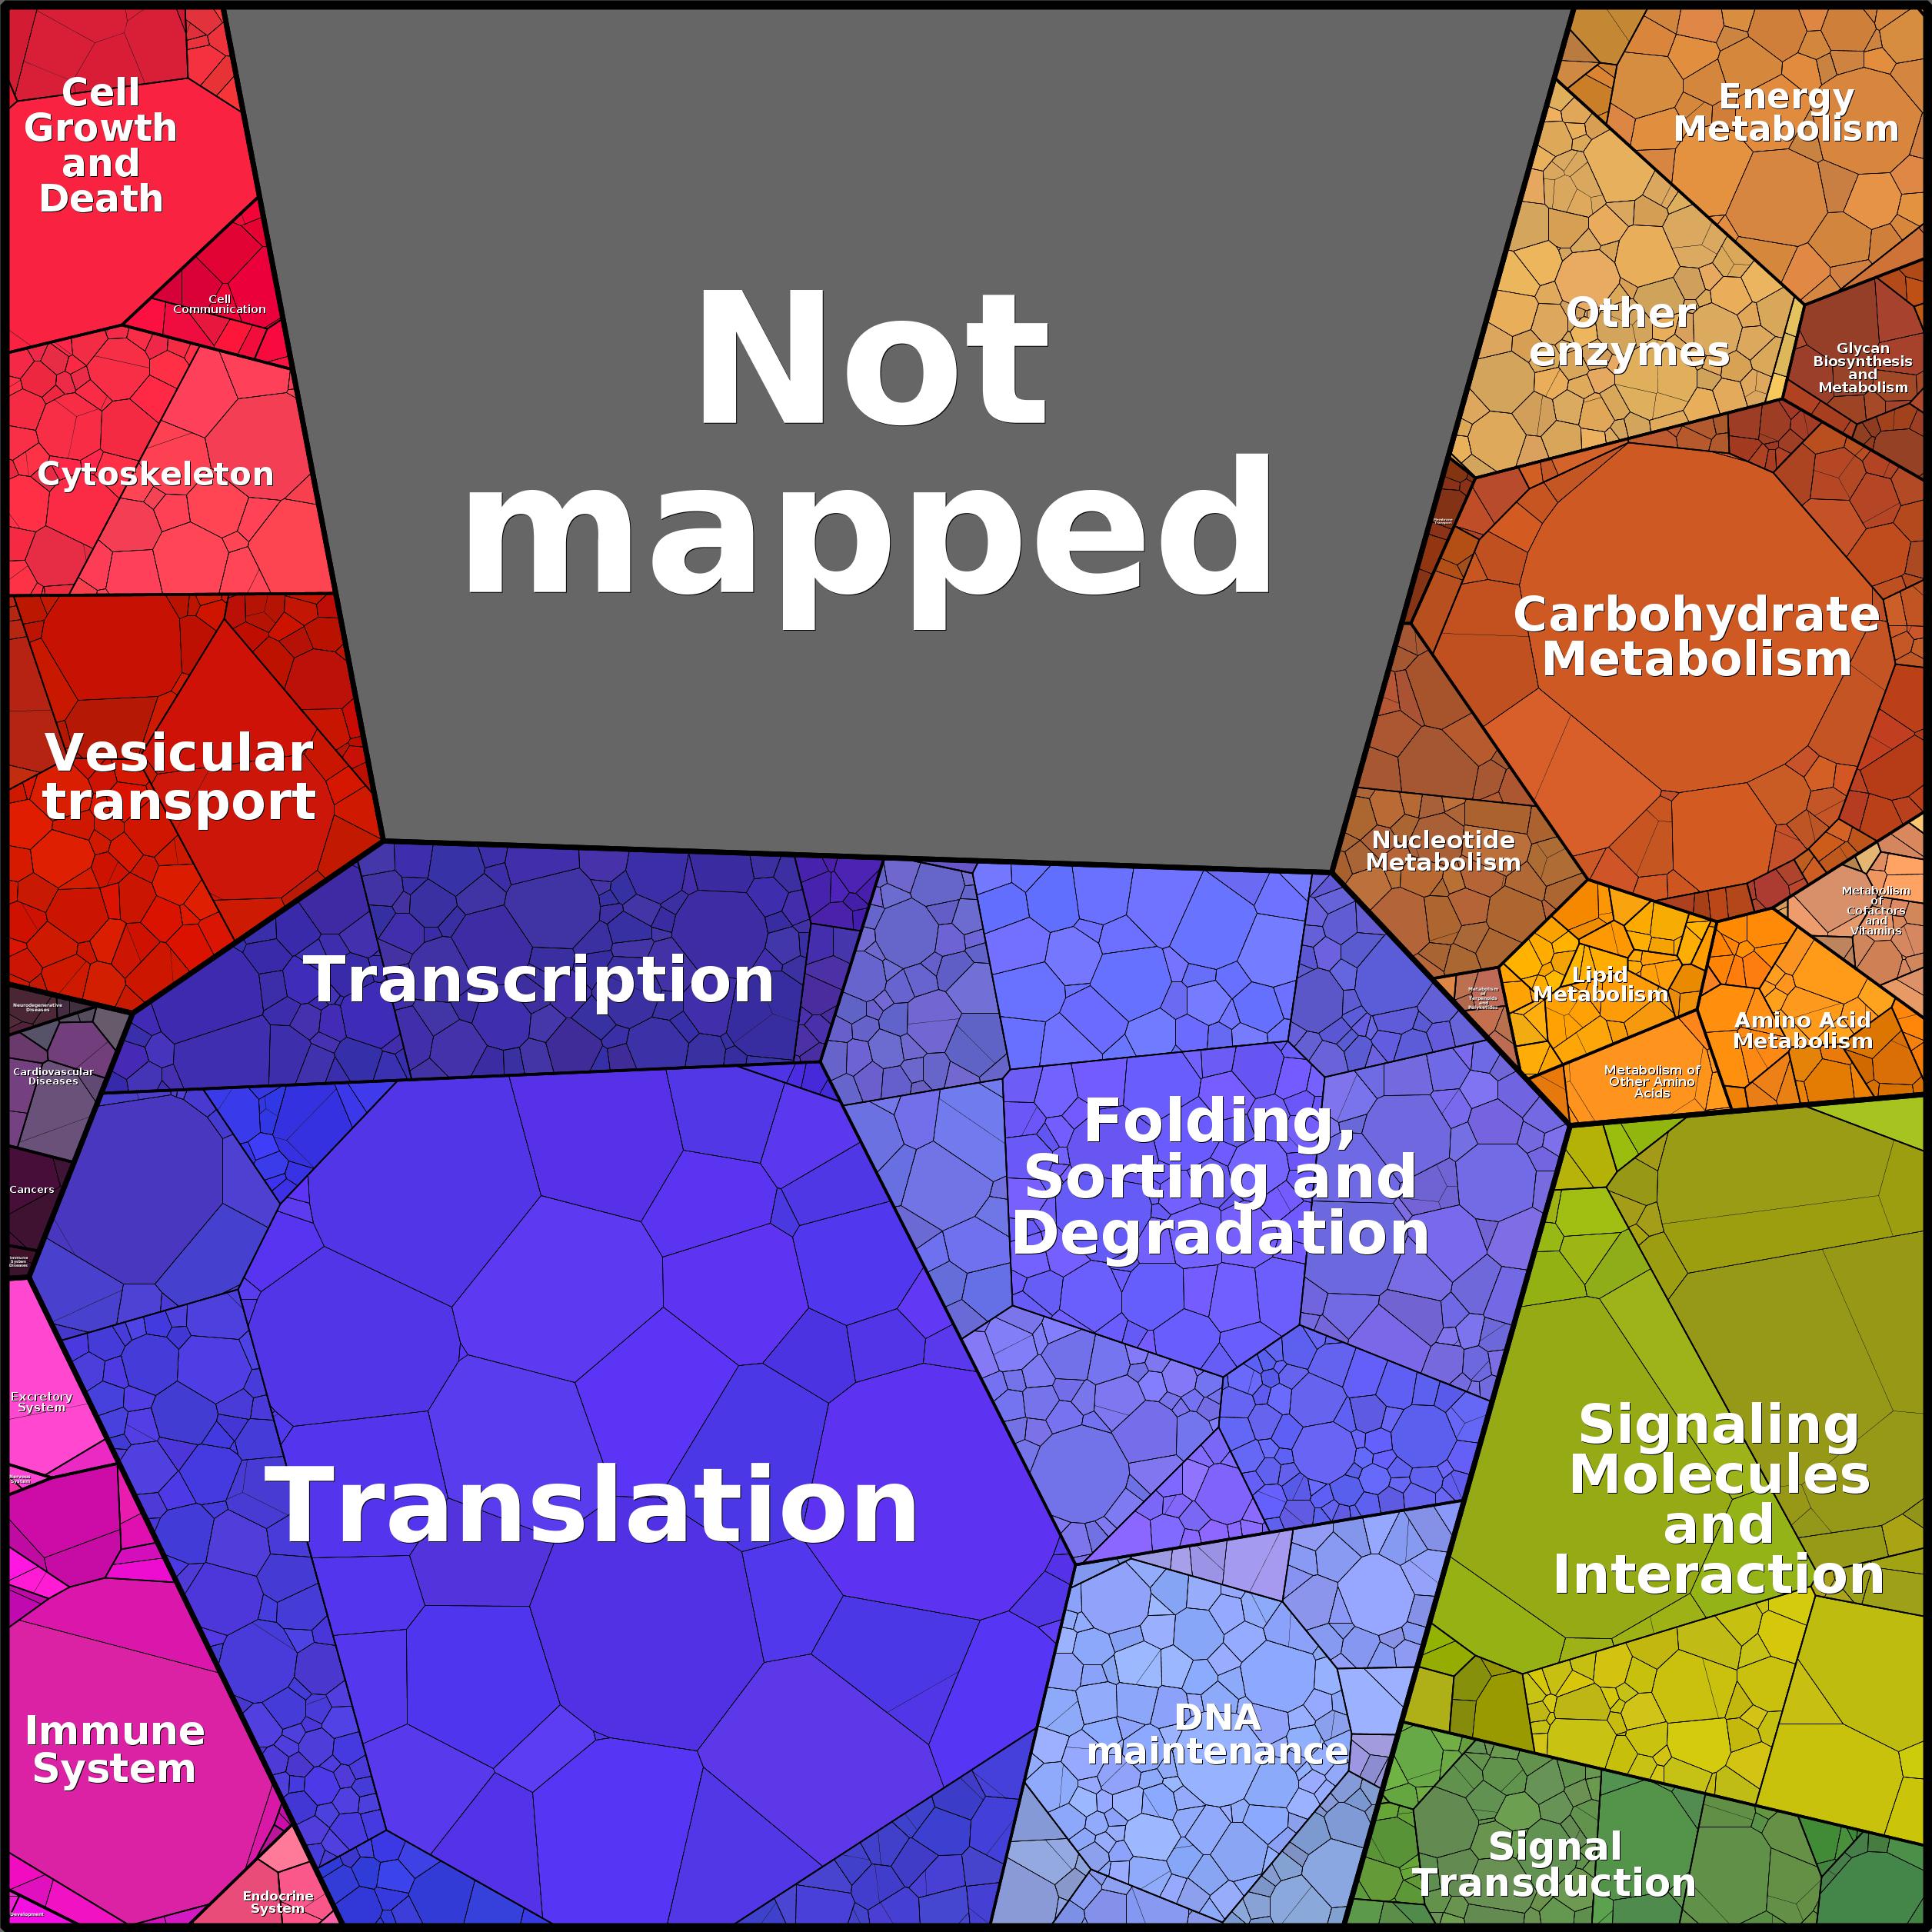 Cell
Growth
and
Death
Cell
Communication
Cytoskeleton
Vesicular
transport
Not
mapped
Energy
Metabolism
Other
enzymes
Glycan
Biosynthesis
and
Metabolism
Carbohydrate
Metabolism
Nucleotide
Metabolism
Metabolism
of
Cofactors
and
Vitamins
Lipid
Metabolism
Amino Acid
Metabolism
Metabolism of
Other Amino
Acids
Metabolism
of
Terpenoids
and
Polyketides
Transcription
Neurodegenerative
Diseases
Cardiovascular
Diseases
Cancers
Immune
System
Diseases
Folding,
Sorting and
Degradation
Translation
Excretory
System
Nervous
System
Immune
System
Endocrine
System
Development
DNA
maintenance
Signaling
Molecules
and
Interaction
Signal
Transduction